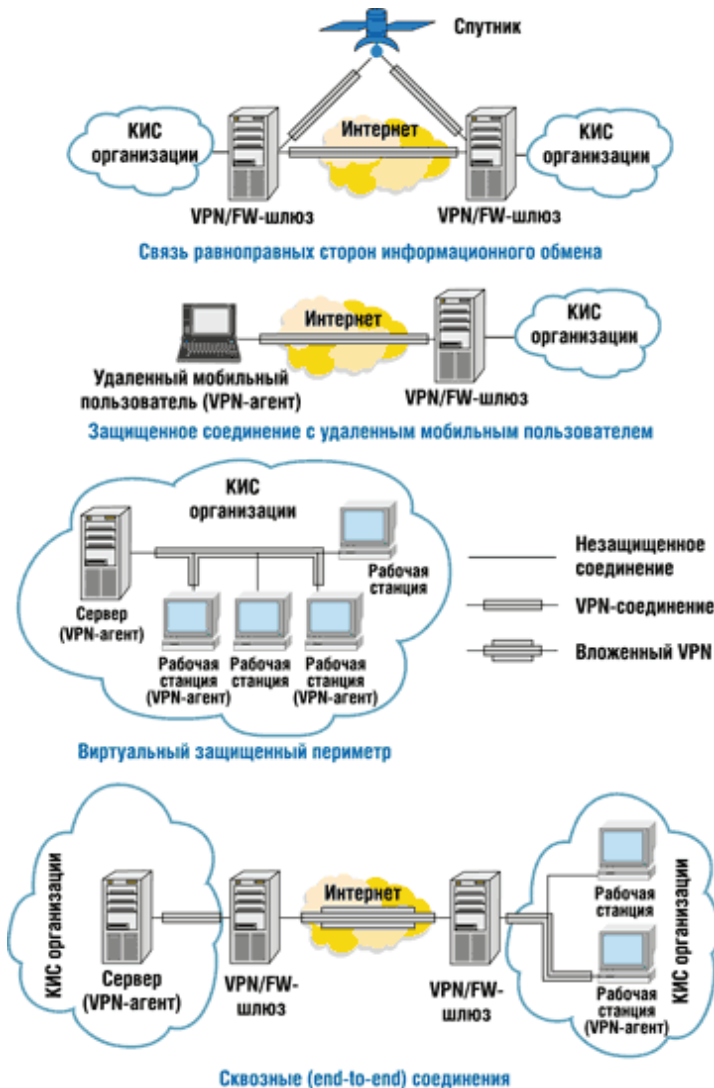 Спутник
КИС
организации
Интернет
КИС
организации
VPN/FW-шлюз
VPN/FW-шлюз
Связь равноправных сторон информационного обмена
Интернет
КИС
организации
Удаленный мобильный
пользователь (VPN-агент)
VPN/FW-шлюз
Защищенное соединение с удаленным мобильным пользователем
КИС
организации
Рабочая
станция
Сервер
(VPN-агент)
Рабочая
станция
(VPN-агент)
Рабочая
станция
Рабочая
станция
(VPN-агент)
Незащищенное
соединение
VPN-соединение
Вложенный VPN
Виртуальный защищенный периметр
КИС организации
Сервер
(VPN-агент)
VPN/FW-
шлюз
Интернет
VPN/FW-
шлюз
Рабочая
станция
Рабочая
станция
(VPN-агент)
КИС организации
Сквозные (end-to-end) соединения